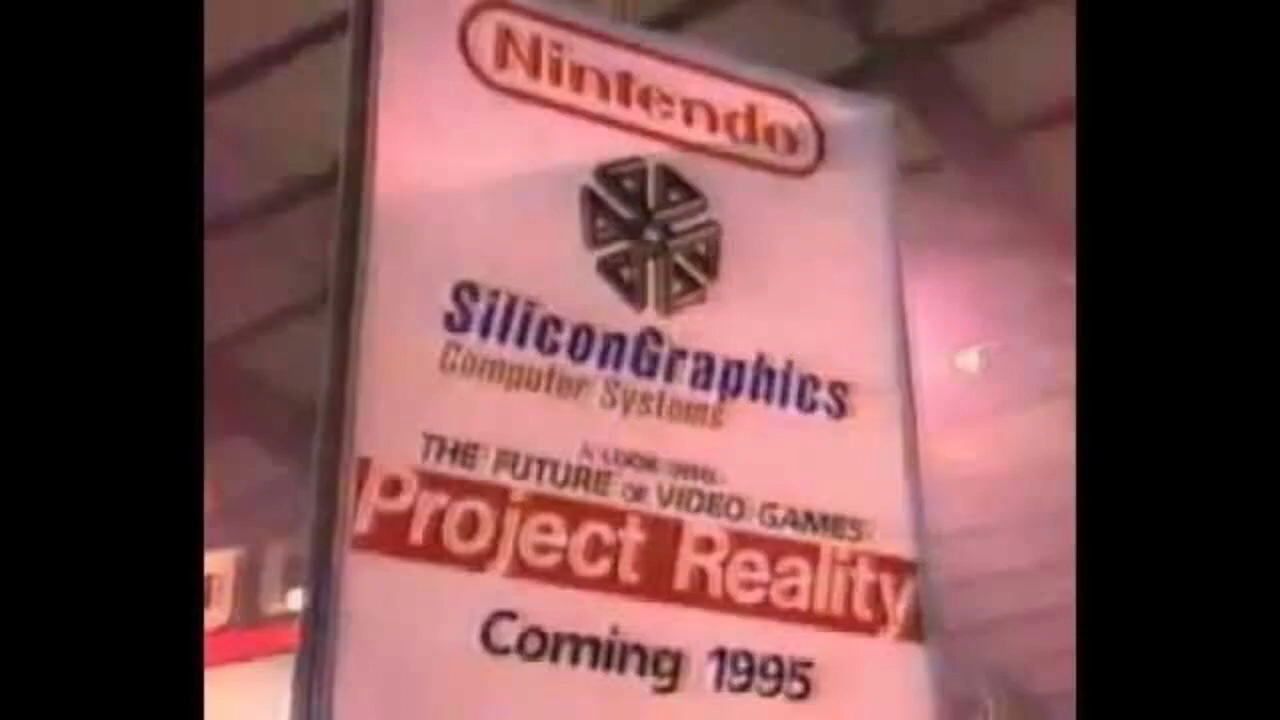 Nintendo
SiliconGraphics
Computer Systems
THE FUTURE OF VIDEO GAMES
Project Reality
Coming 1995